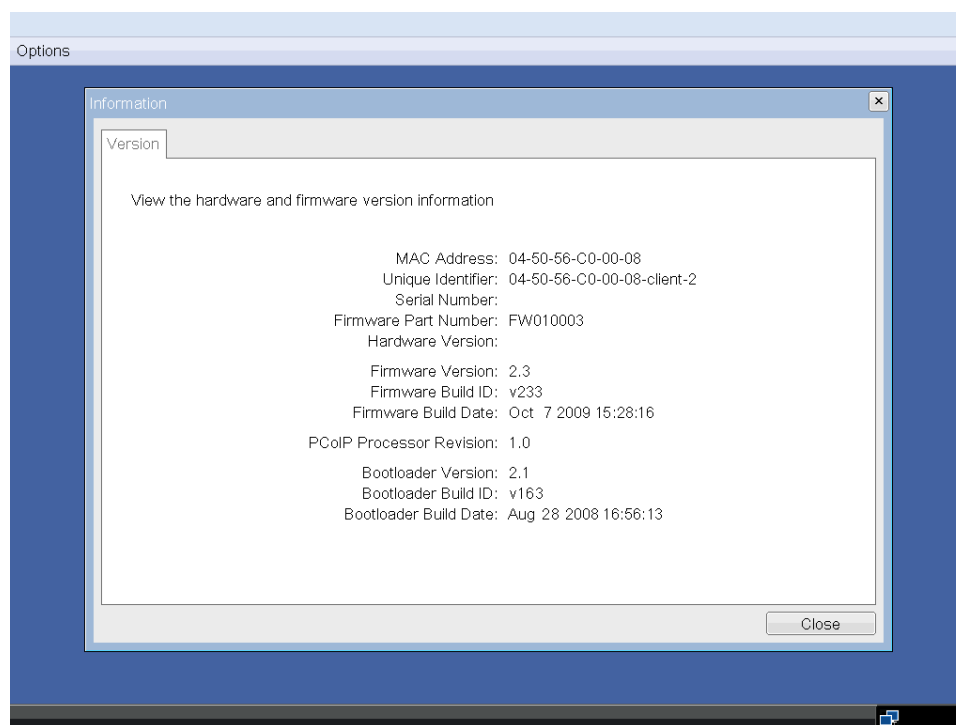 Options
Information
Version
View the hardware and firmware version information
MAC Address: 04-50-56-C0-00-08
Unique Identifier: 04-50-56-C0-00-08-client-2
Serial Number:
Firmware Part Number: FW010003
Hardware Version:
Firmware Version: 2.3
Firmware Build ID: v233
Firmware Build Date: Oct 7 2009 15:28:16
PCoIP Processor Revision: 1.0
Bootloader Version: 2.1
Bootloader Build ID: v163
Bootloader Build Date: Aug 28 2008 16:56:13
Close